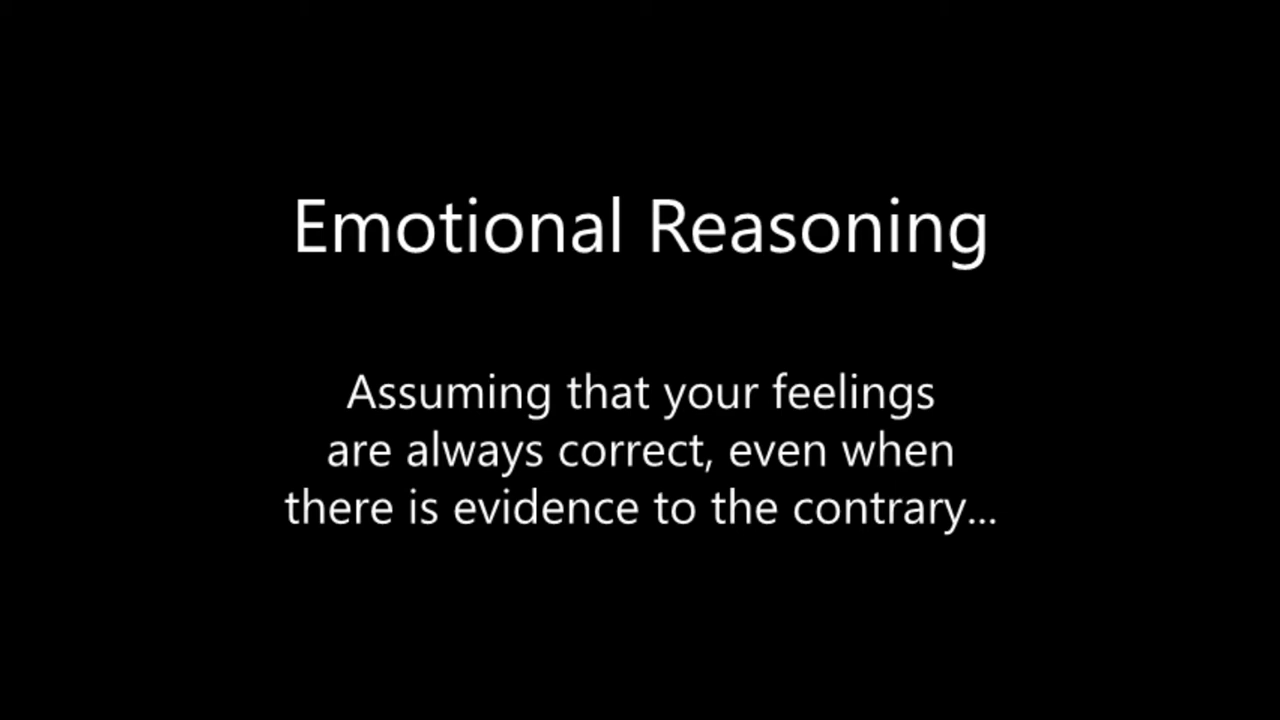 Emotional Reasoning
Assuming that your feelings
are always correct, even when
there is evidence to the contrary...